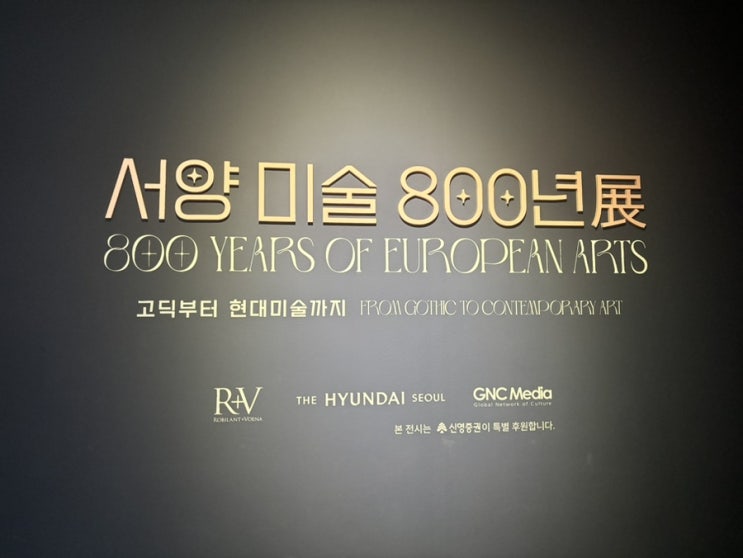 서양 미술 800년展
800 YEARS OF EUROPEAN ARTS
고딕부터 현대미술까지 FROM GOTHIC TO CONTEMPORARY ART
R+V THE HYUNDAI SEOUL GNC Media
ROBILANT+VOENA Global Network of Culture
본 전시는 신영증권이 특별 후원합니다.